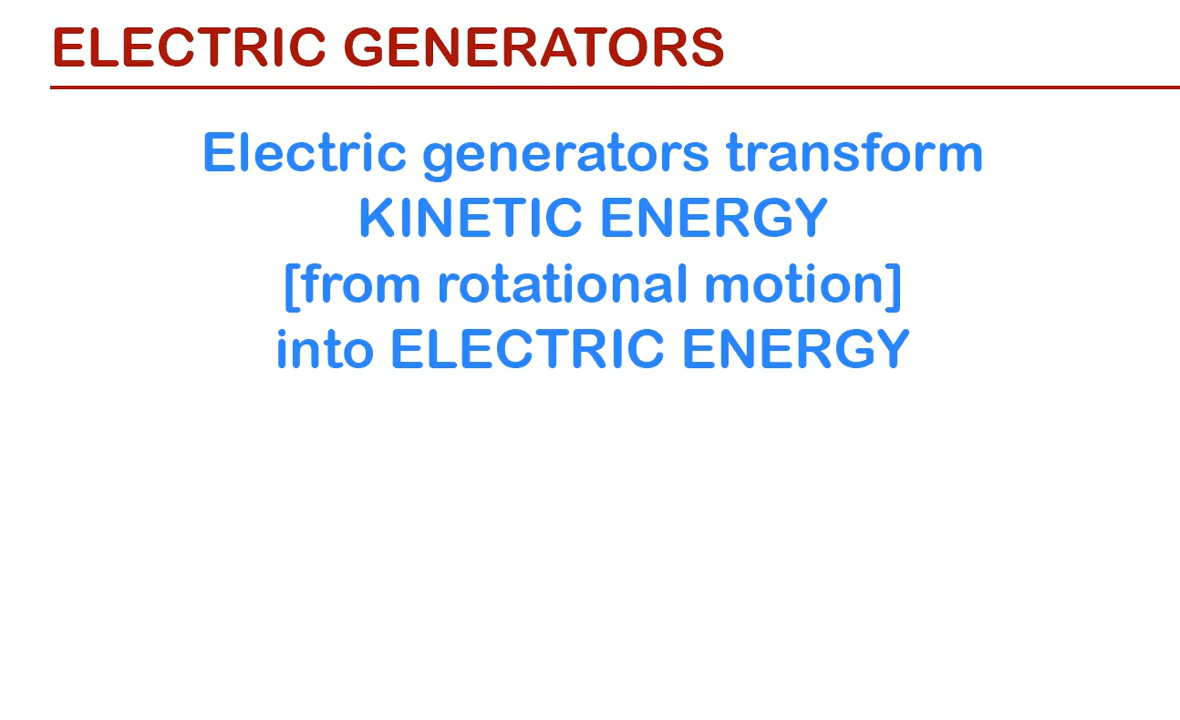 ELECTRIC GENERATORS
Electric generators transform
KINETIC ENERGY
[from rotational motion]
into ELECTRIC ENERGY